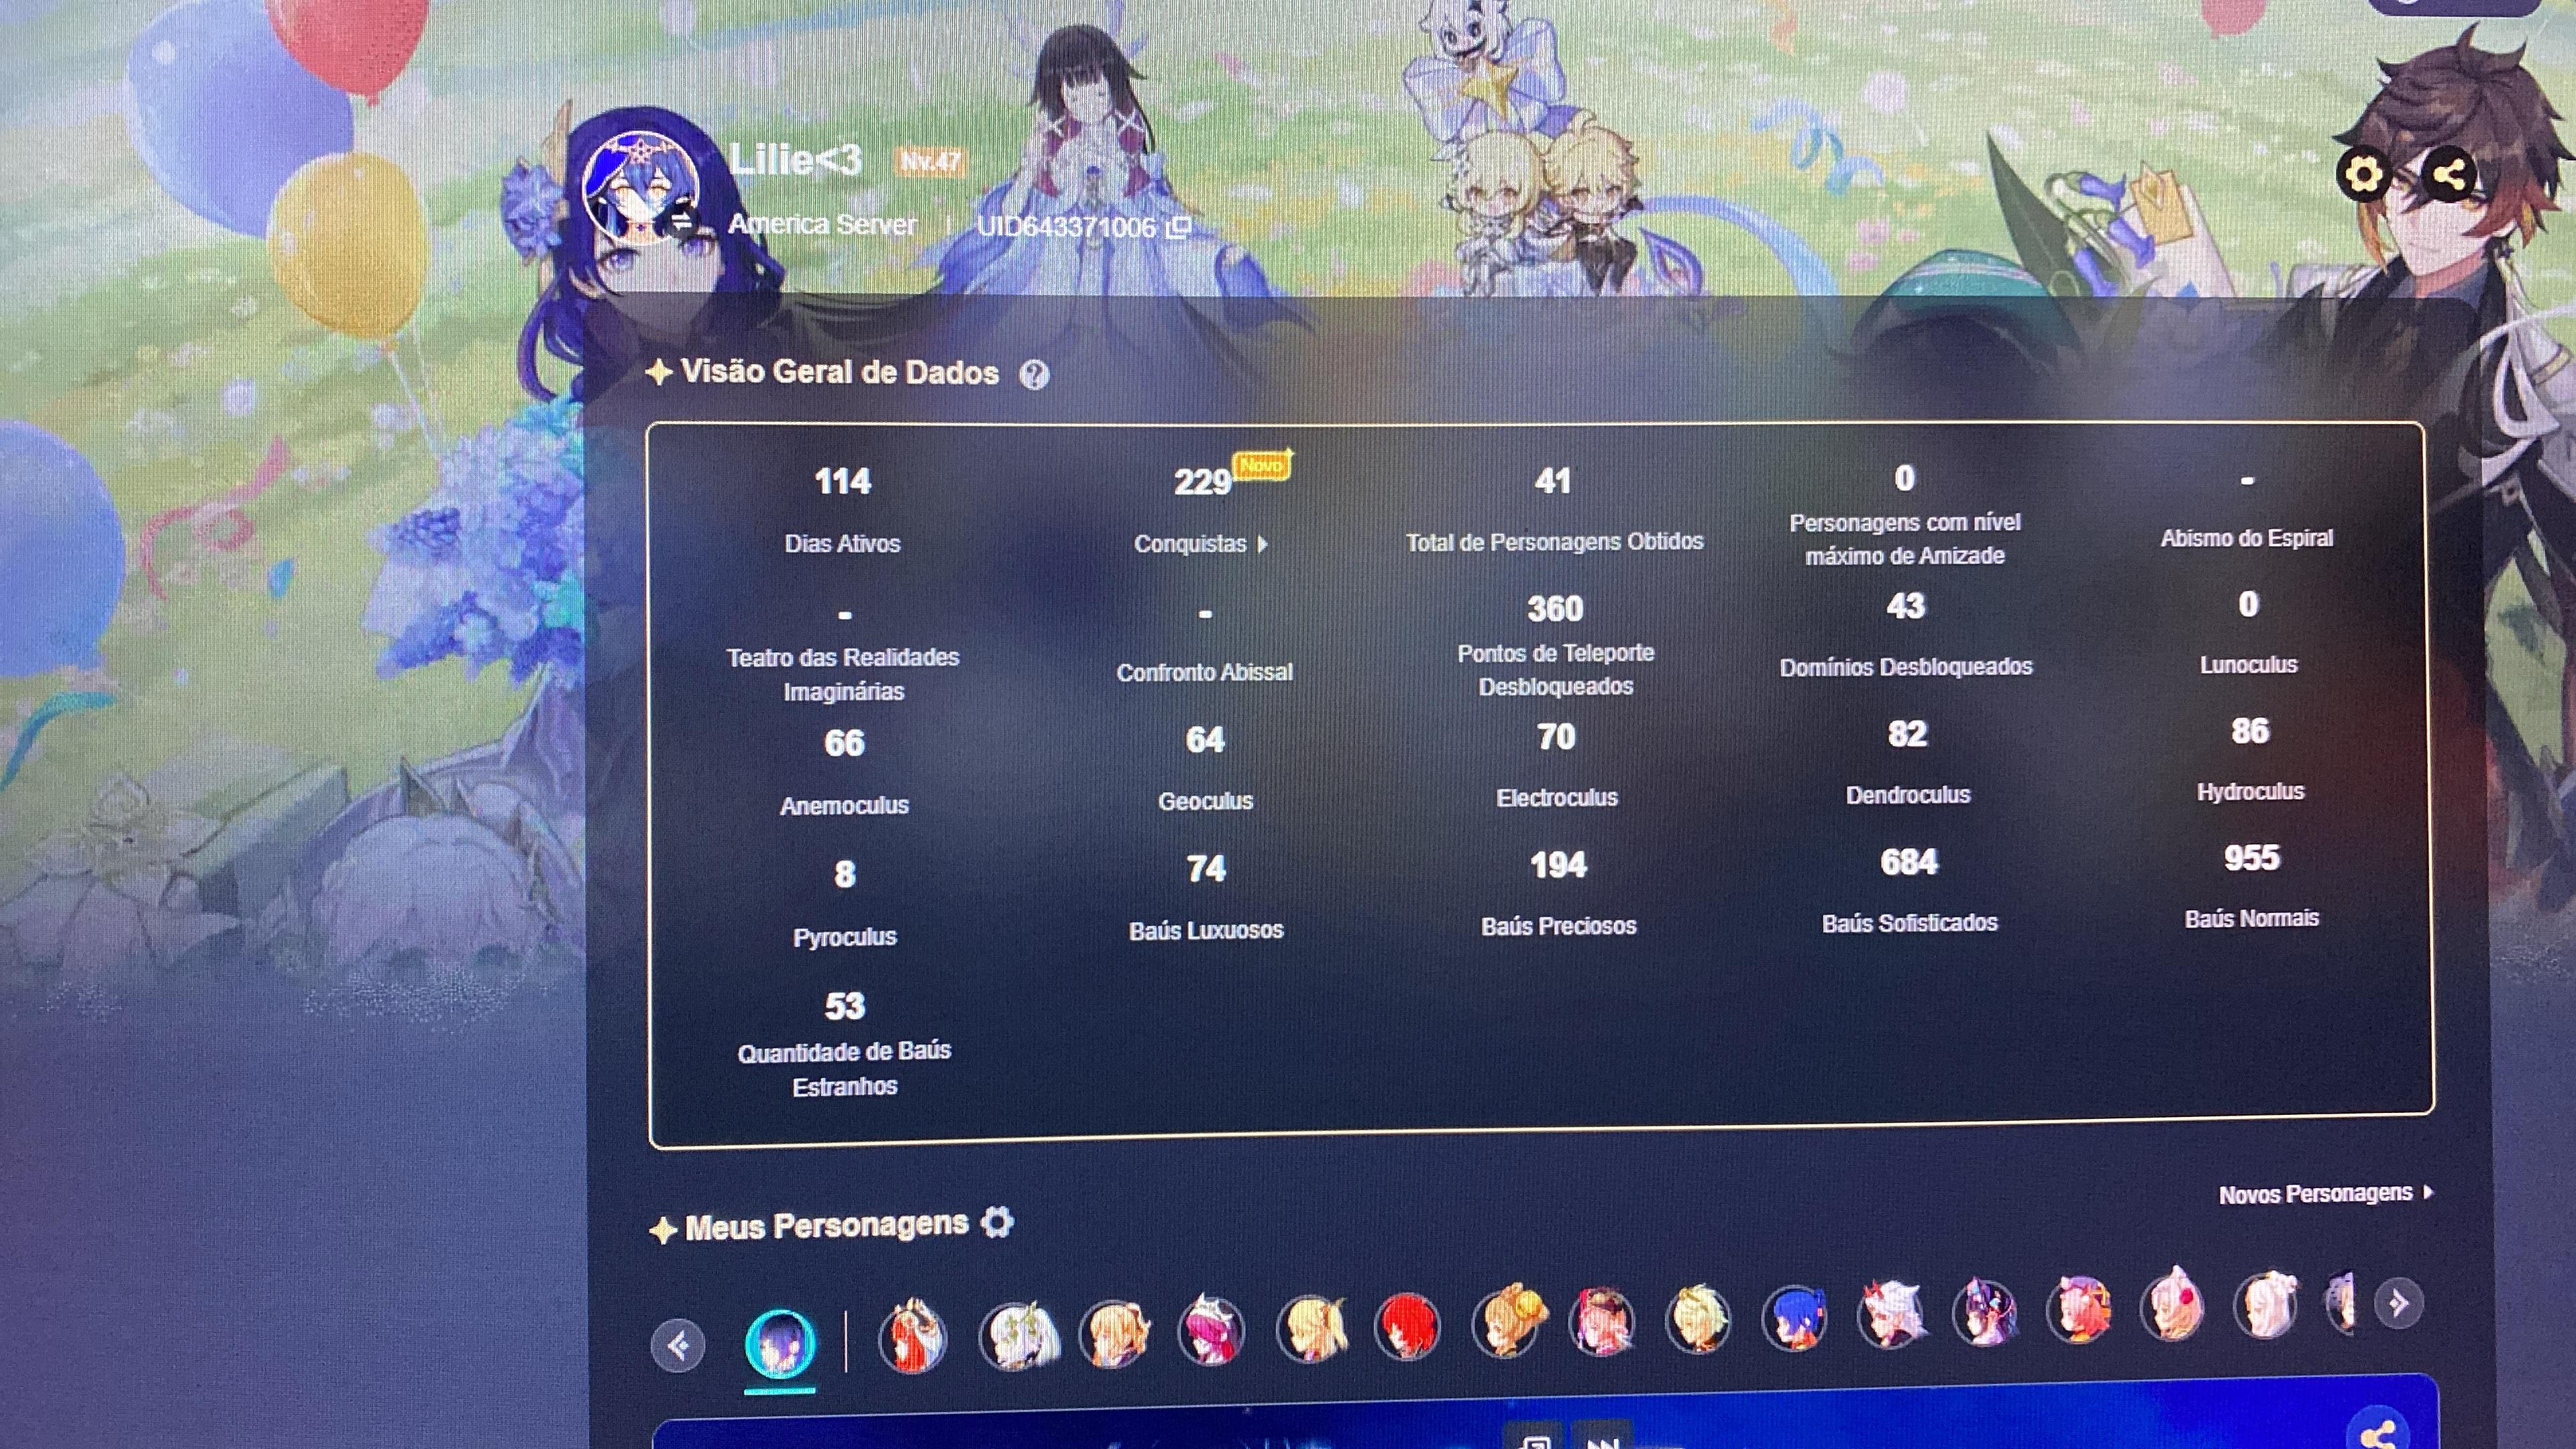 Lilie<3 Nv.47
America Server | UID643371006
Visão Geral de Dados
114
Dias Ativos
229 Novo
Conquistas
41
Total de Personagens Obtidos
0
Personagens com nível
máximo de Amizade
-
Abismo do Espiral
-
Teatro das Realidades
Imaginárias
-
Confronto Abissal
360
Pontos de Teleporte
Desbloqueados
43
Domínios Desbloqueados
0
Lunoculus
66
Anemoculus
64
Geoculus
70
Electroculus
82
Dendroculus
86
Hydroculus
8
Pyroculus
74
Baús Luxuosos
194
Baús Preciosos
684
Baús Sofisticados
955
Baús Normais
53
Quantidade de Baús
Estranhos
Novos Personagens
Meus Personagens